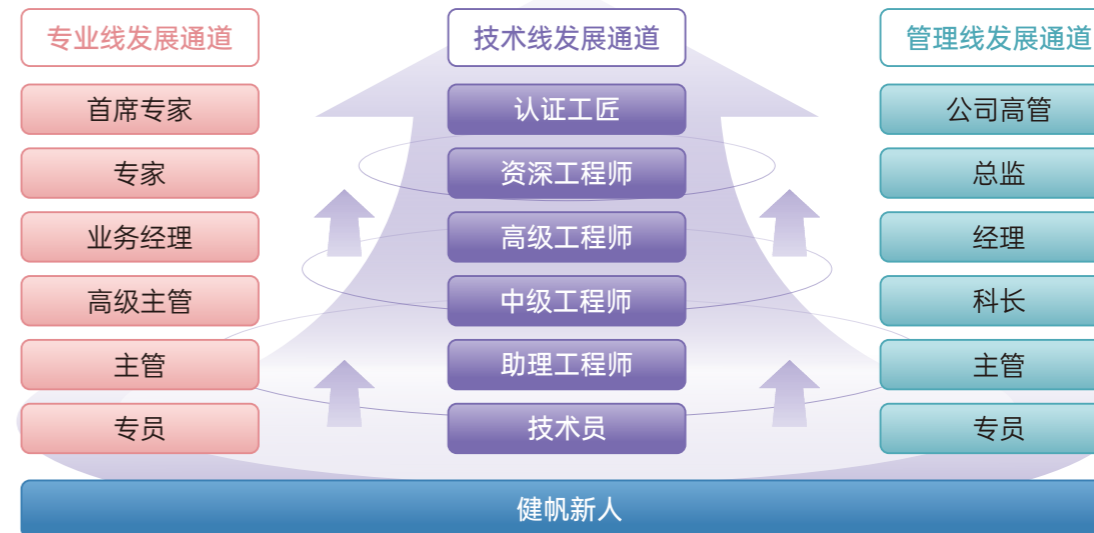 专业线发展通道
技术线发展通道
管理线发展通道
首席专家
认证工匠
公司高管
专家
资深工程师
总监
业务经理
高级工程师
经理
高级主管
中级工程师
科长
主管
助理工程师
主管
专员
技术员
专员
健帆新人